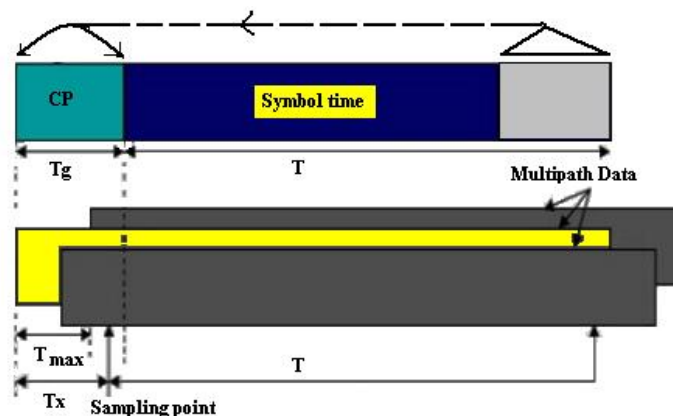 CP
Symbol time
Tg
T
Multipath Data
T max
T
Tx
Sampling point